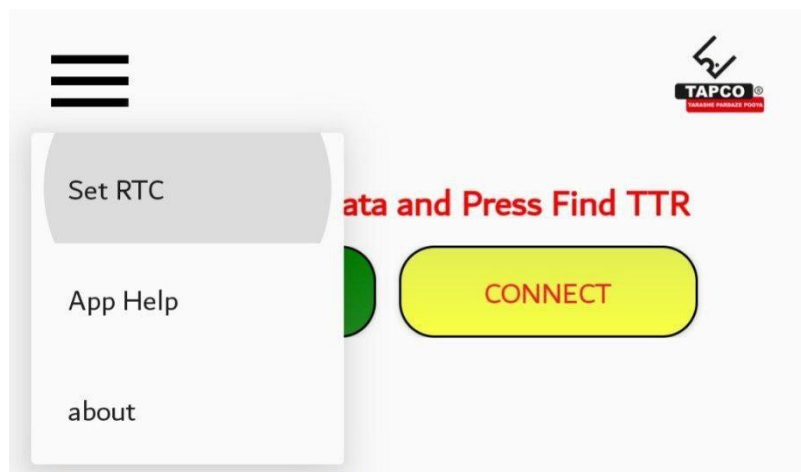 TAPCO ®
TARASHE PARDAZE POOYA
Set RTC
ata and Press Find TTR
CONNECT
App Help
about